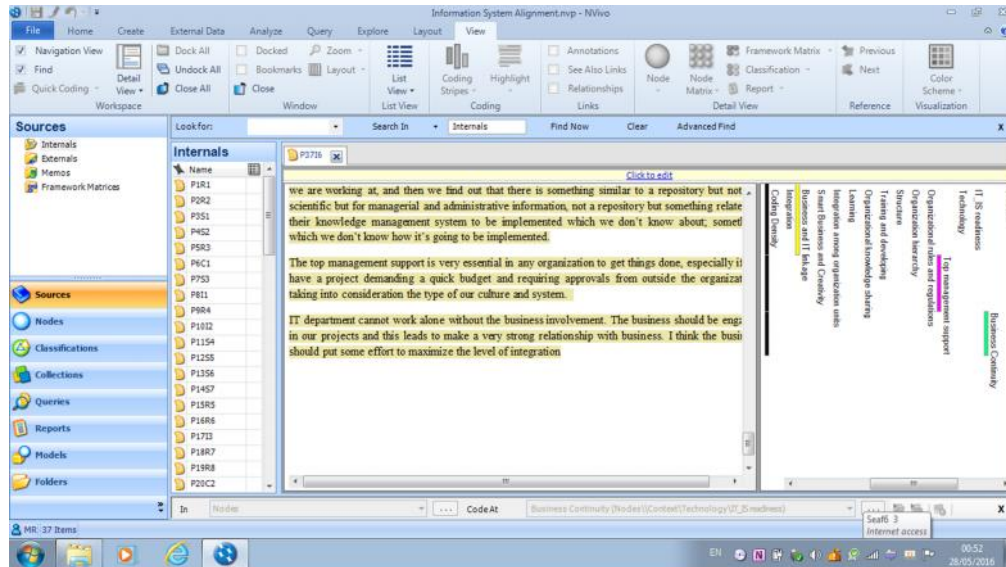 Information System Alignment.nvp - NVivo
File Home Create External Data Analyze Query Explore Layout View
Navigation View
Find
Quick Coding
Detail View
Workspace
Dock All
Undock All
Close All
Docked
Bookmarks
Close
Zoom
Layout
Window
List View
List View
Coding Stripes
Highlight
Coding
Annotations
See Also Links
Relationships
Links
Node
Node Matrix
Framework Matrix
Classification
Report
Detail View
Previous
Next
Reference
Color Scheme
Visualization
Sources
Internals
Externals
Memos
Framework Matrices
Look for: Search In Internals Find Now Clear Advanced Find X
Internals
Name
P1R1
P2R2
P3S1
P4S2
P5R3
P6C1
P7S3
P8I1
P9R4
P10I2
P11S4
P12S5
P13S6
P14S7
P15R5
P16R6
P17I3
P18R7
P19R8
P20C2
P37I6
Click to edit
we are working at, and then we find out that there is something similar to a repository but not
scientific but for managerial and administrative information, not a repository but something relate
their knowledge management system to be implemented which we don't know about, somet
which we don't know how it's going to be implemented.
The top management support is very essential in any organization to get things done, especially if
have a project demanding a quick budget and requiring approvals from outside the organizat
taking into consideration the type of our culture and system.
IT department cannot work alone without the business involvement. The business should be enga
in our projects and this leads to make a very strong relationship with business. I think the busi
should put some effort to maximize the level of integration
Coding Density
Integration
Business and IT linkage
Smart Business and Creativity
Integration among organization units
Learning
Organizational knowledge sharing
Training and developing
Structure
Organization hierarchy
Organizational rules and regulations
Top management support
Technology
IT_IS readiness
Business Continuity
Sources
Nodes
Classifications
Collections
Queries
Reports
Models
Folders
In Nodes ... Code At Business Continuity (Nodes\\Context\Technology\IT_IS readiness) ... X
Seaf6 3
Internet access
MR 37 Items
EN
00:52
28/05/2016